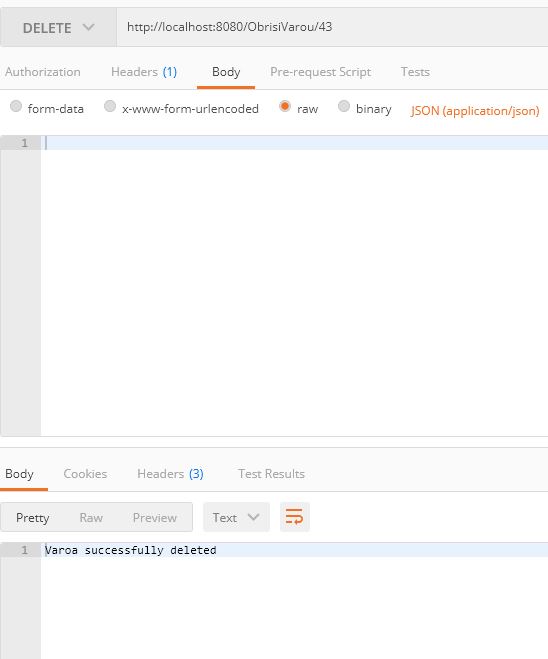 DELETE http://localhost:8080/ObrisiVarou/43
Authorization Headers (1) Body Pre-request Script Tests
form-data x-www-form-urlencoded raw binary JSON (application/json)
1
Body Cookies Headers (3) Test Results
Pretty Raw Preview Text
1 Varoa successfully deleted